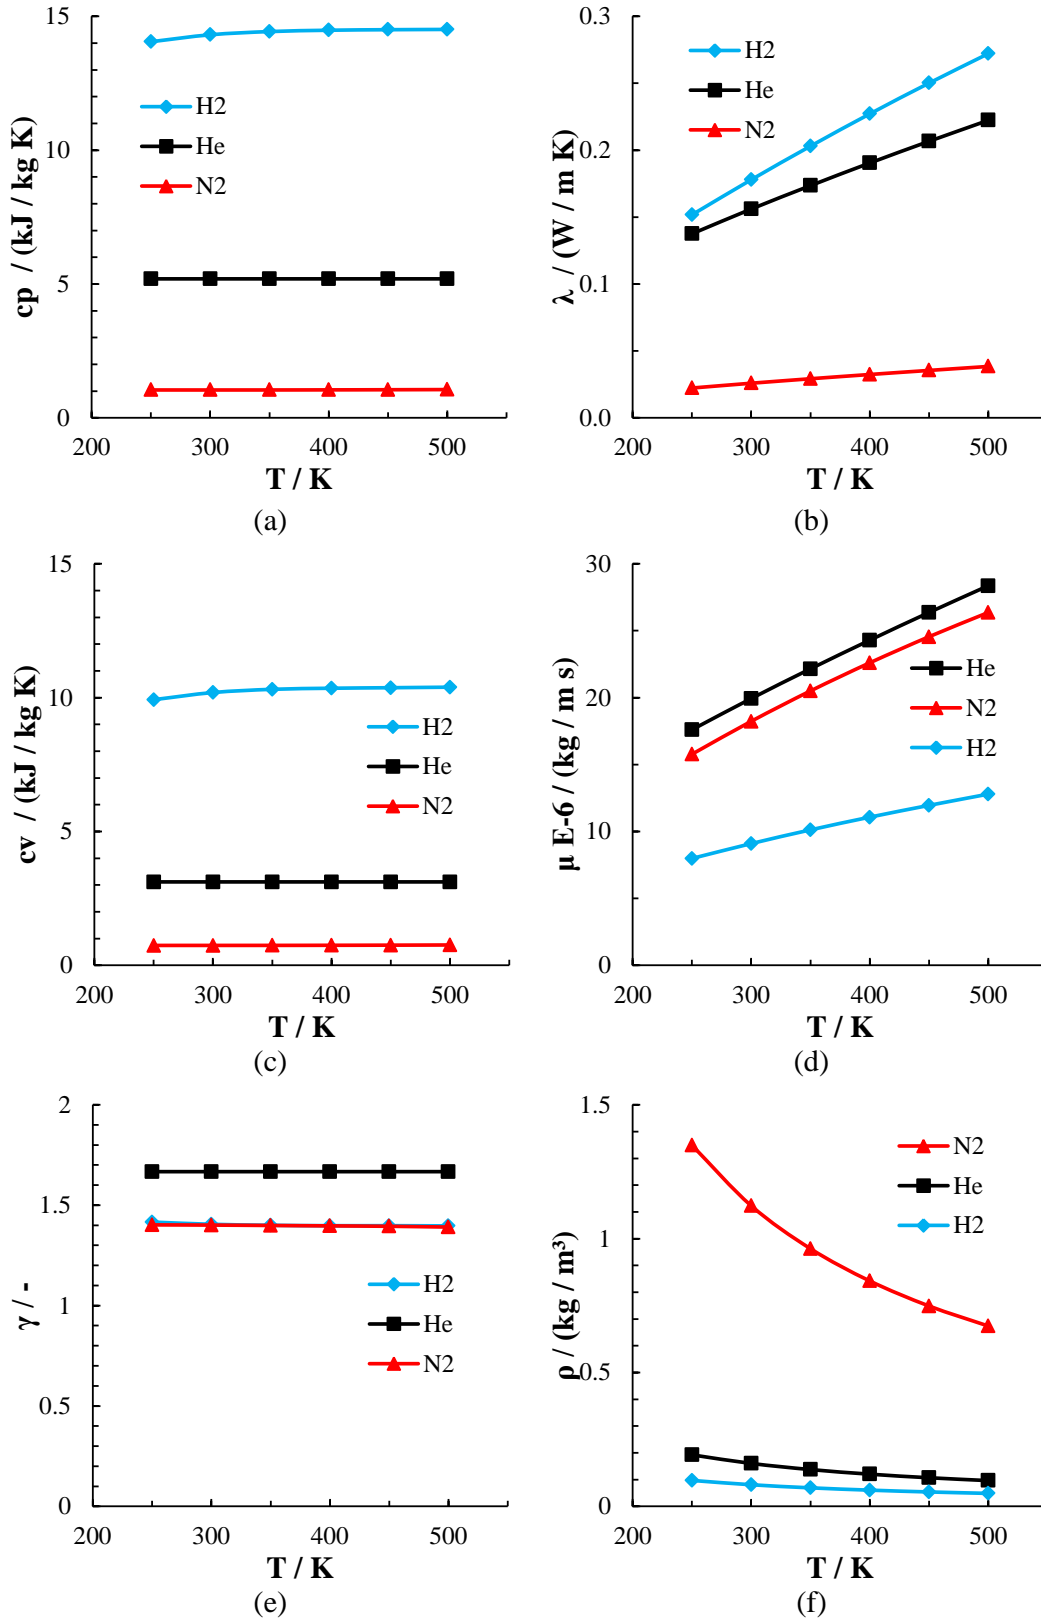 15
10
5
0
cp / (kJ / kg K)
H2
He
N2
200 300 400 500
T / K
(a)
0.3
0.2
0.1
0.0
λ / (W / m K)
H2
He
N2
200 300 400 500
T / K
(b)
15
10
5
0
cv / (kJ / kg K)
H2
He
N2
200 300 400 500
T / K
(c)
30
20
10
0
μ E-6 / (kg / m s)
He
N2
H2
200 300 400 500
T / K
(d)
2
1.5
1
0.5
0
γ / -
H2
He
N2
200 300 400 500
T / K
(e)
1.5
1
0.5
0
ρ / (kg / m³)
N2
He
H2
200 300 400 500
T / K
(f)